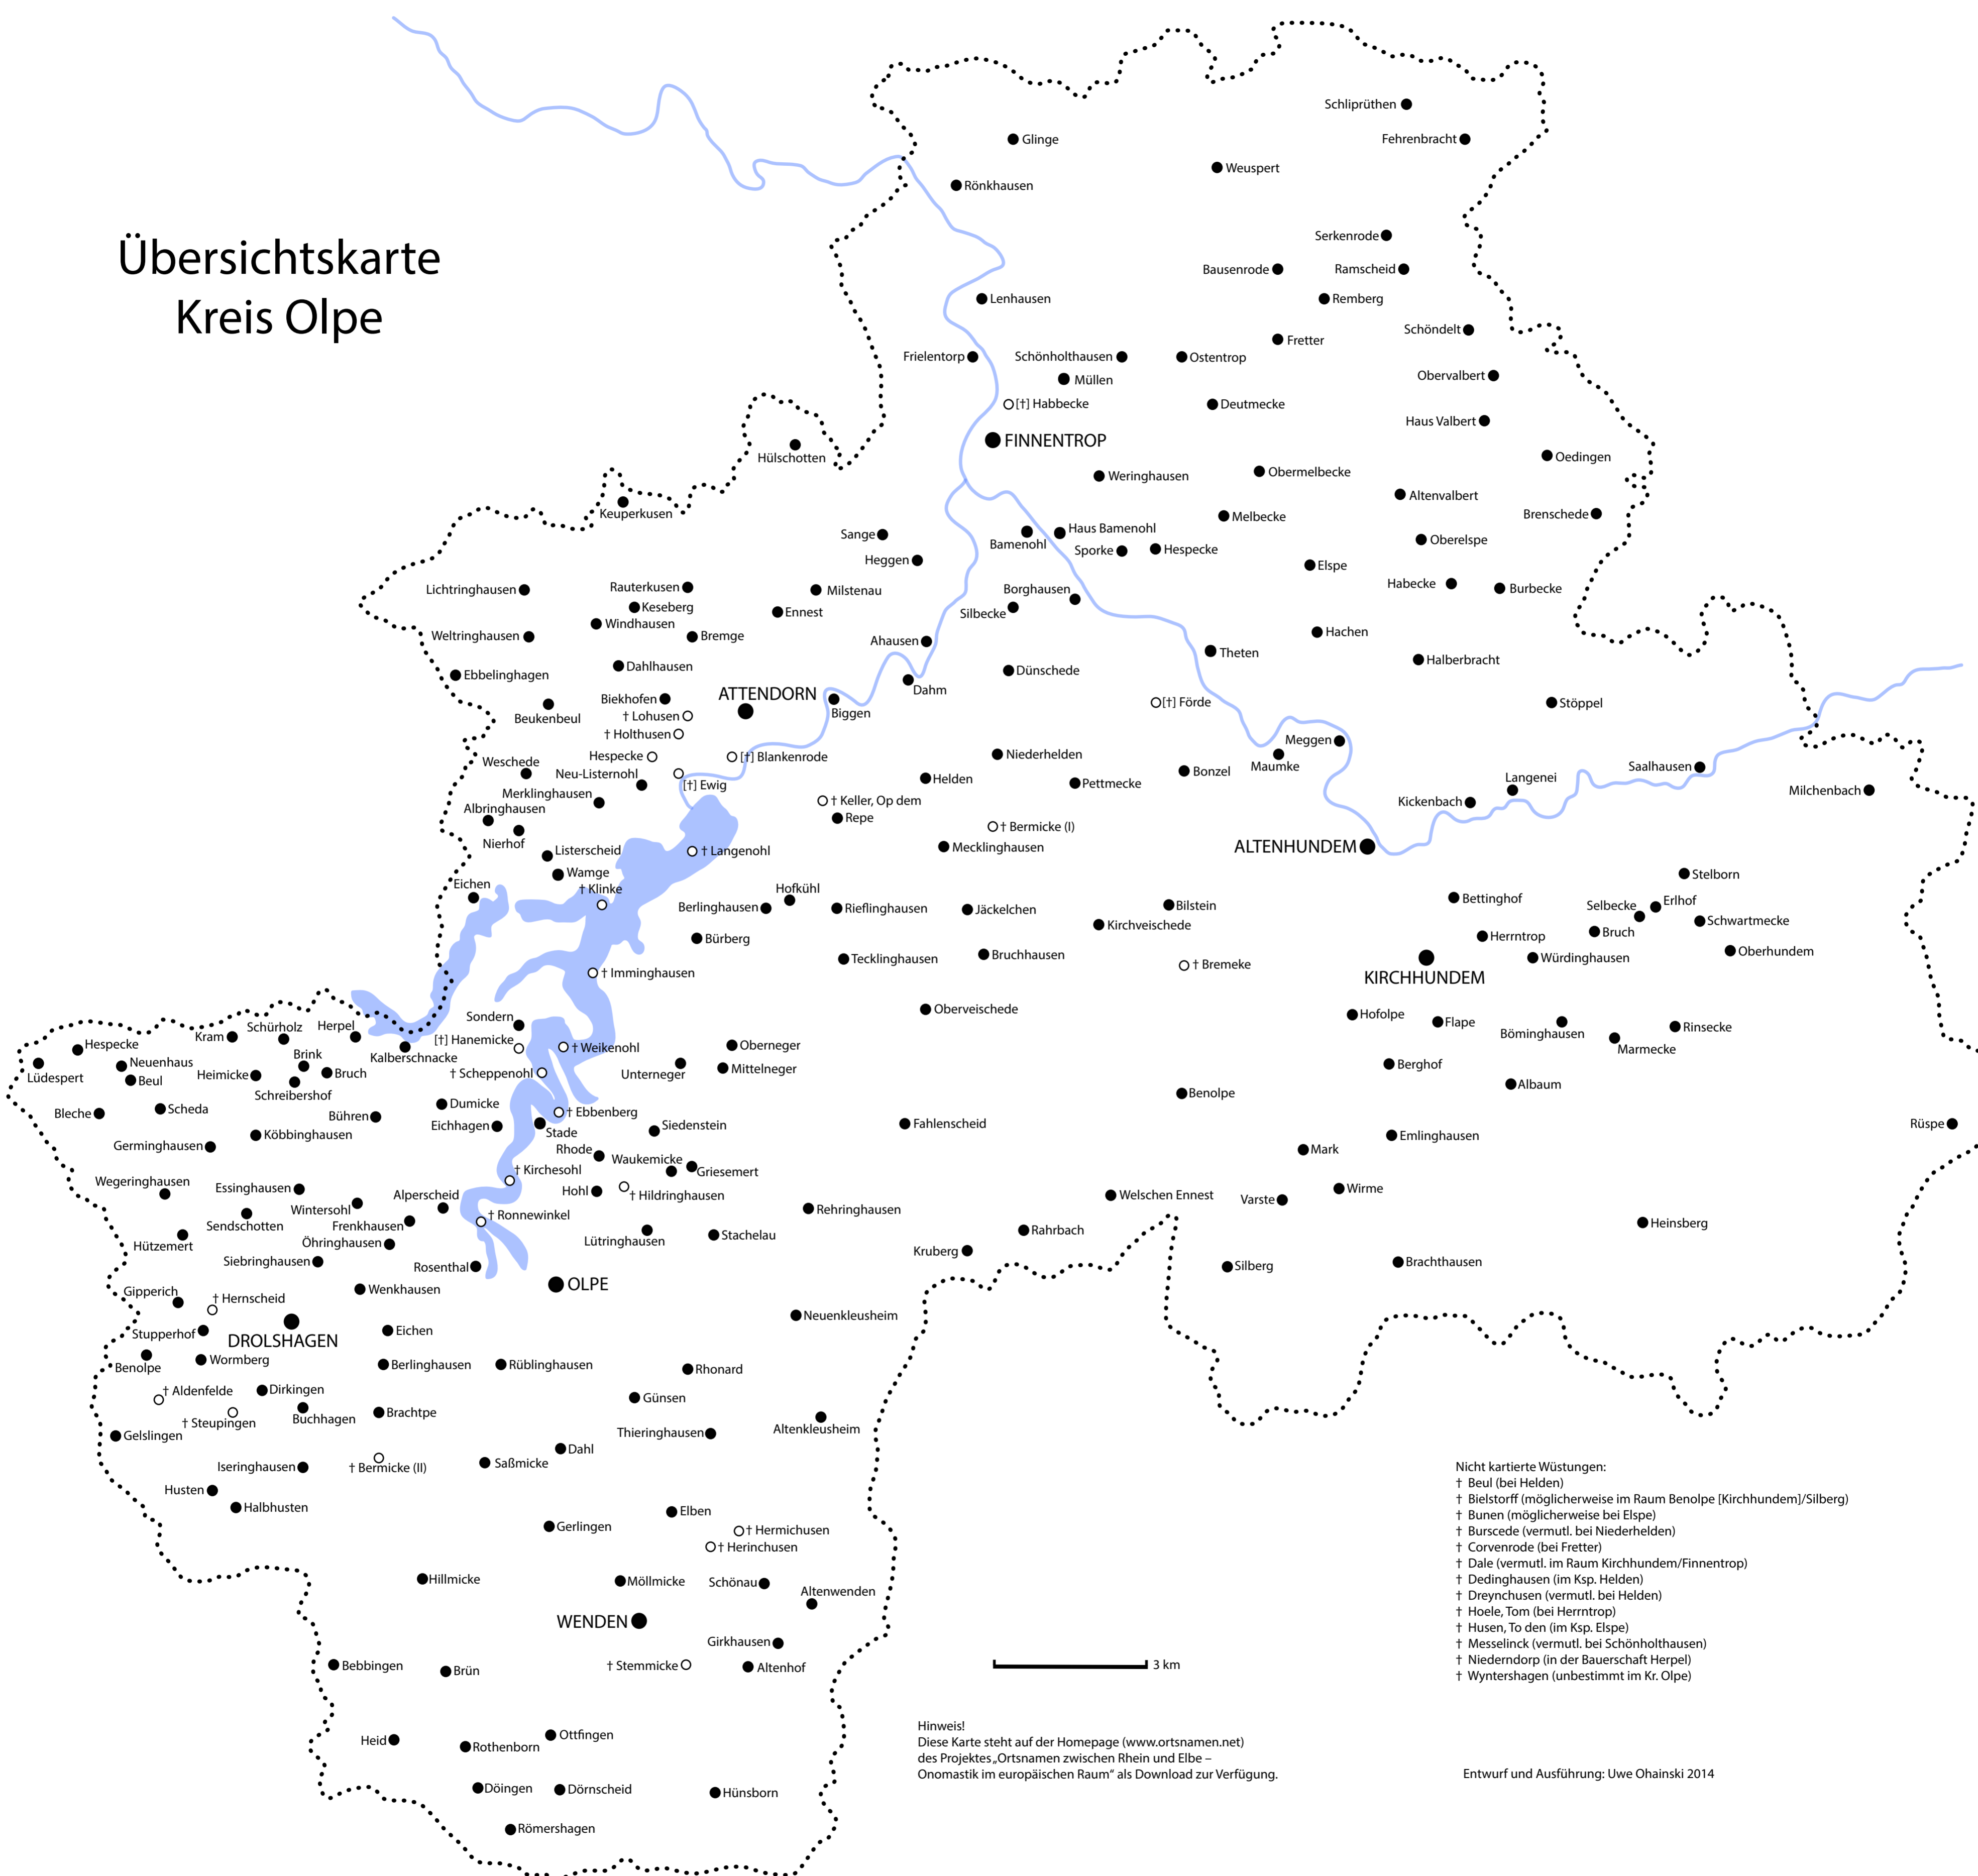 Übersichtskarte
Kreis Olpe
Schliprüthen
Glinge
Fehrenbracht
Weuspert
Rönkhausen
Serkenrode
Bausenrode
Ramscheid
Lenhausen
Remberg
Schöndelt
Fretter
Frielentorp
Schönholthausen
Ostentrop
Müllen
Obervalbert
[†] Habbecke
Deutmecke
Haus Valbert
FINNENTROP
Hülschotten
Oedingen
Weringhausen
Obermelbecke
Altenvalbert
Keuperkusen
Melbecke
Brenschede
Sange
Bamenohl
Haus Bamenohl
Oberelspe
Heggen
Sporke
Hespecke
Elspe
Lichtringhausen
Rauterkusen
Milstenau
Borghausen
Habecke
Burbecke
Keseberg
Ennest
Silbecke
Windhausen
Weltringhausen
Bremge
Ahausen
Hachen
Theten
Halberbracht
Dahlhausen
Ebbelinghagen
Dünschede
Dahm
ATTENDORN
Biekhofen
Biggen
[†] Förde
Stöppel
Beukenbeul
† Lohusen
† Holthusen
Meggen
Hespecke
[†] Blankenrode
Niederhelden
Maumke
Weschede
Neu-Listernohl
[†] Ewig
Helden
Pettmecke
Bonzel
Langenei
Saalhausen
Merklinghausen
† Keller, Op dem
Kickenbach
Milchenbach
Albringhausen
Repe
† Bermicke (I)
Nierhof
Mecklinghausen
ALTENHUNDEM
Listerscheid
† Langenohl
Wamge
Stelborn
Eichen
† Klinke
Hofkühl
Berlinghausen
Rieflinghausen
Jäckelchen
Bilstein
Bettinghof
Selbecke
Erlhof
Kirchveischede
Schwartmecke
Bürberg
Herrntrop
Bruch
Tecklinghausen
Bruchhausen
† Bremeke
Würdinghausen
Oberhundem
† Imminghausen
KIRCHHUNDEM
Oberveischede
Hofolpe
Flape
Böminghausen
Rinsecke
Marmecke
Sondern
Kram
Schürholz
Herpel
[†] Hanemicke
† Weikenohl
Oberneger
Hespecke
Kalberschnacke
Lüdespert
Neuenhaus
Brink
Unterneger
Mittelneger
Berghof
Beul
Heimicke
Bruch
† Scheppenohl
Albaum
Schreibershof
Benolpe
Bleche
Scheda
Dumicke
Bühren
† Ebbenberg
Eichhagen
Stade
Siedenstein
Fahlenscheid
Rüspe
Köbbinghausen
Emlinghausen
Germinghausen
Rhode
Mark
Waukemicke
Griesemert
† Kirchesohl
Wegeringhausen
Essinghausen
Alperscheid
Hohl
† Hildringhausen
Welschen Ennest
Wirme
Varste
Wintersohl
Rehringhausen
Sendschotten
Frenkhausen
† Ronnewinkel
Heinsberg
Hützemert
Öhringhausen
Lütringhausen
Stachelau
Rahrbach
Kruberg
Siebringhausen
Rosenthal
Silberg
Brachthausen
Gipperich
Wenkhausen
OLPE
† Hernscheid
Neuenkleusheim
Stupperhof
DROLSHAGEN
Eichen
Benolpe
Wormberg
Berlinghausen
Rüblinghausen
Rhonard
† Aldenfelde
Dirkingen
Günsen
† Steupingen
Buchhagen
Brachtpe
Altenkleusheim
Gelslingen
Thieringhausen
Dahl
Iseringhausen
† Bermicke (II)
Saßmicke
Husten
Halbhusten
Elben
Gerlingen
† Hermichusen
† Herinchusen
Hillmicke
Möllmicke
Schönau
Altenwenden
WENDEN
Girkhausen
Bebbingen
Brün
† Stemmicke
Altenhof
Heid
Rothenborn
Ottfingen
Döingen
Dörnscheid
Hünsborn
Römershagen
3 km
Nicht kartierte Wüstungen:
† Beul (bei Helden)
† Bielstorff (möglicherweise im Raum Benolpe [Kirchhundem]/Silberg)
† Bunen (möglicherweise bei Elspe)
† Burscede (vermutl. bei Niederhelden)
† Corvenrode (bei Fretter)
† Dale (vermutl. im Raum Kirchhundem/Finnentrop)
† Dedinghausen (im Ksp. Helden)
† Dreynchusen (vermutl. bei Helden)
† Hoele, Tom (bei Herrntrop)
† Husen, To den (im Ksp. Elspe)
† Messelinck (vermutl. bei Schönholthausen)
† Niederndorp (in der Bauerschaft Herpel)
† Wyntershagen (unbestimmt im Kr. Olpe)
Hinweis!
Diese Karte steht auf der Homepage (www.ortsnamen.net)
des Projektes „Ortsnamen zwischen Rhein und Elbe –
Onomastik im europäischen Raum“ als Download zur Verfügung.
Entwurf und Ausführung: Uwe Ohainski 2014